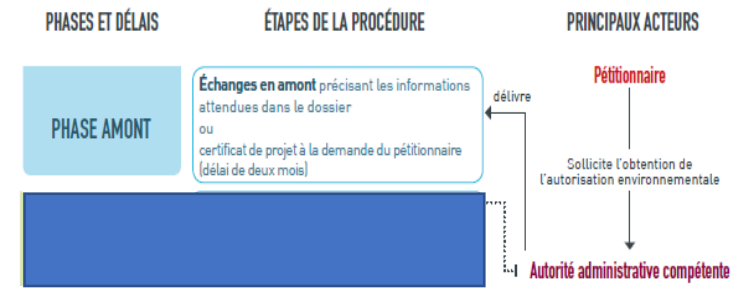 PHASES ET DÉLAIS
ÉTAPES DE LA PROCÉDURE
PRINCIPAUX ACTEURS
PHASE AMONT
Échanges en amont précisant les informations
attendues dans le dossier
ou
certificat de projet à la demande du pétitionnaire
(délai de deux mois)
délivre
Pétitionnaire
Sollicite l'obtention de
l'autorisation environnementale
Autorité administrative compétente